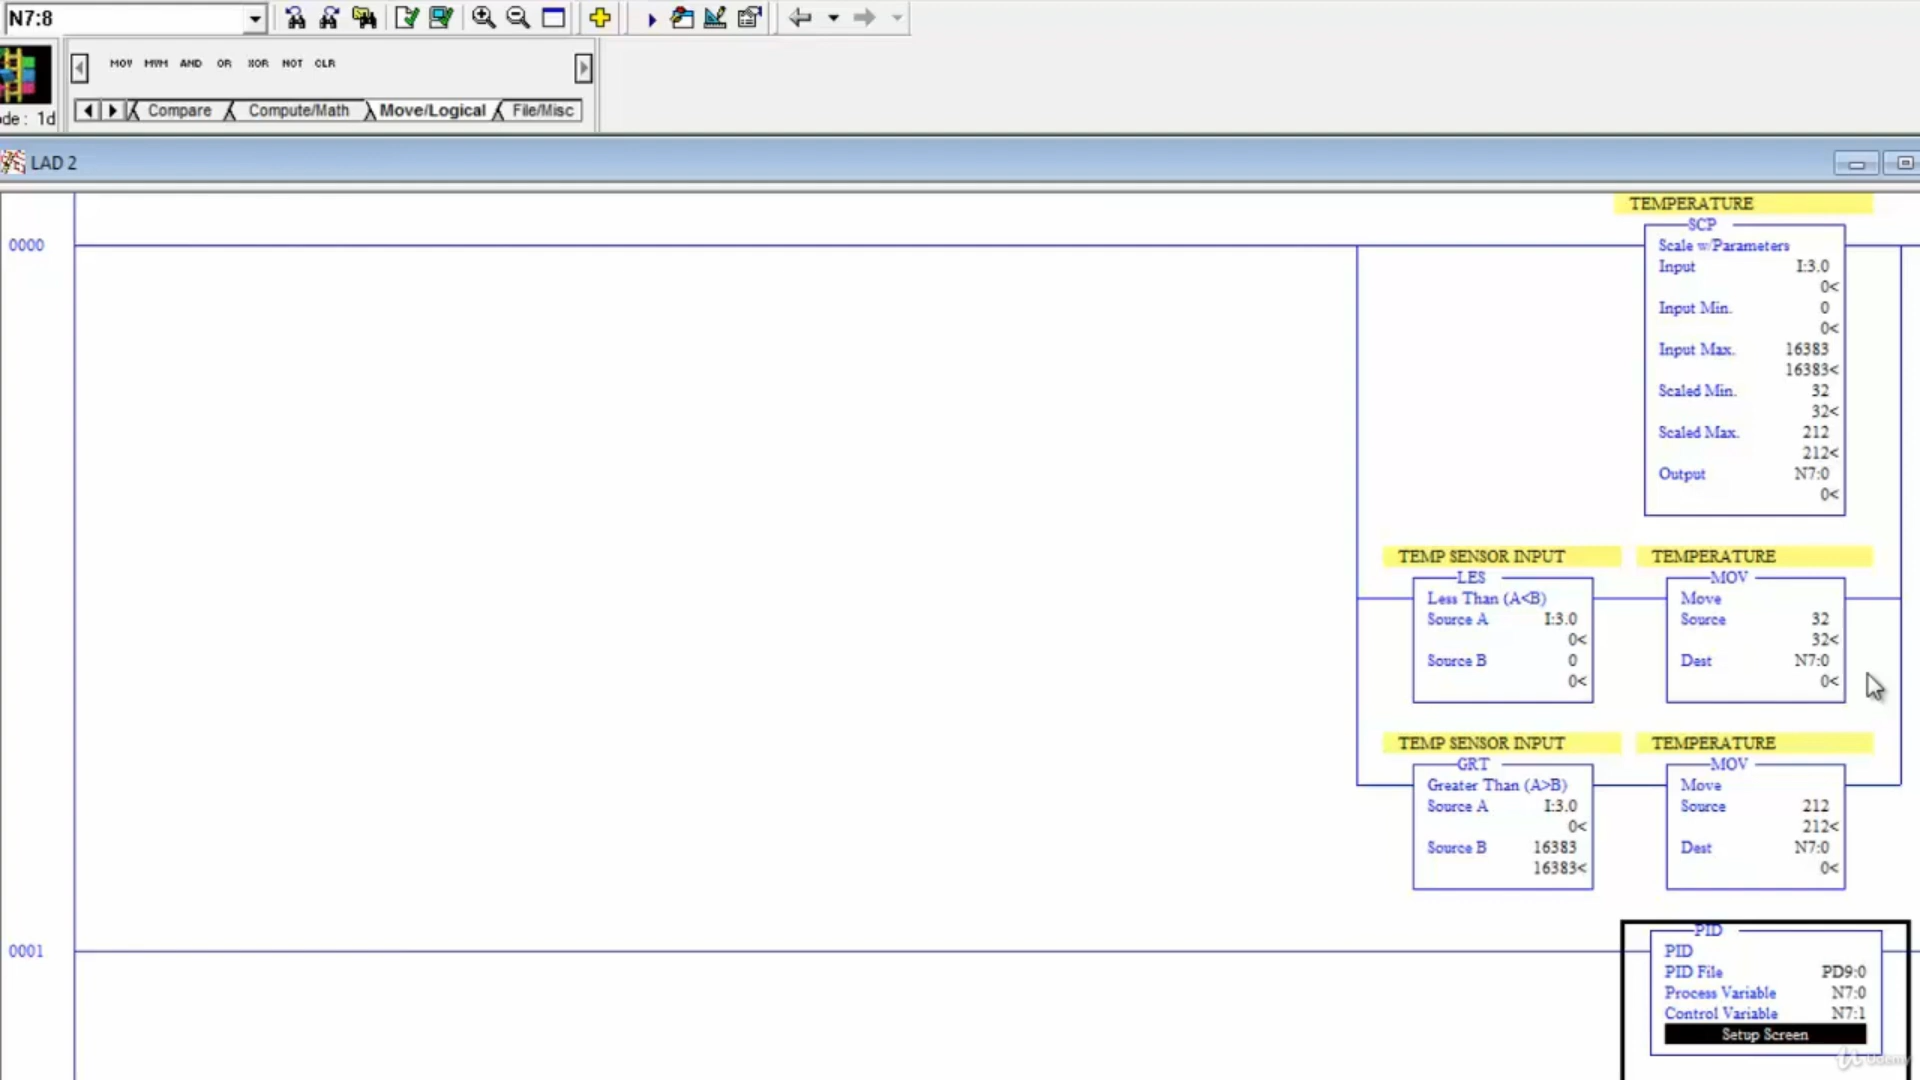 N7:8
MOV MVM AND OR XOR NOT CLR
Compare Compute/Math Move/Logical File/Misc
ode : 1d
LAD 2
0000
TEMPERATURE
SCP
Scale w/Parameters
Input I:3.0
0<
Input Min. 0
0<
Input Max. 16383
16383<
Scaled Min. 32
32<
Scaled Max. 212
212<
Output N7:0
0<
TEMP SENSOR INPUT
LES
Less Than (A<B)
Source A I:3.0
0<
Source B 0
0<
TEMPERATURE
MOV
Move
Source 32
32<
Dest N7:0
0<
TEMP SENSOR INPUT
GRT
Greater Than (A>B)
Source A I:3.0
0<
Source B 16383
16383<
TEMPERATURE
MOV
Move
Source 212
212<
Dest N7:0
0<
0001
PID
PID
PID File PD9:0
Process Variable N7:0
Control Variable N7:1
Setup Screen
Udemy